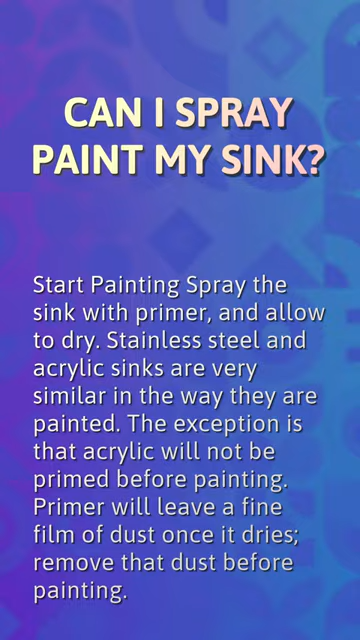 CAN I SPRAY
PAINT MY SINK?
Start Painting Spray the
sink with primer, and allow
to dry. Stainless steel and
acrylic sinks are very
similar in the way they are
painted. The exception is
that acrylic will not be
primed before painting.
Primer will leave a fine
film of dust once it dries;
remove that dust before
painting.